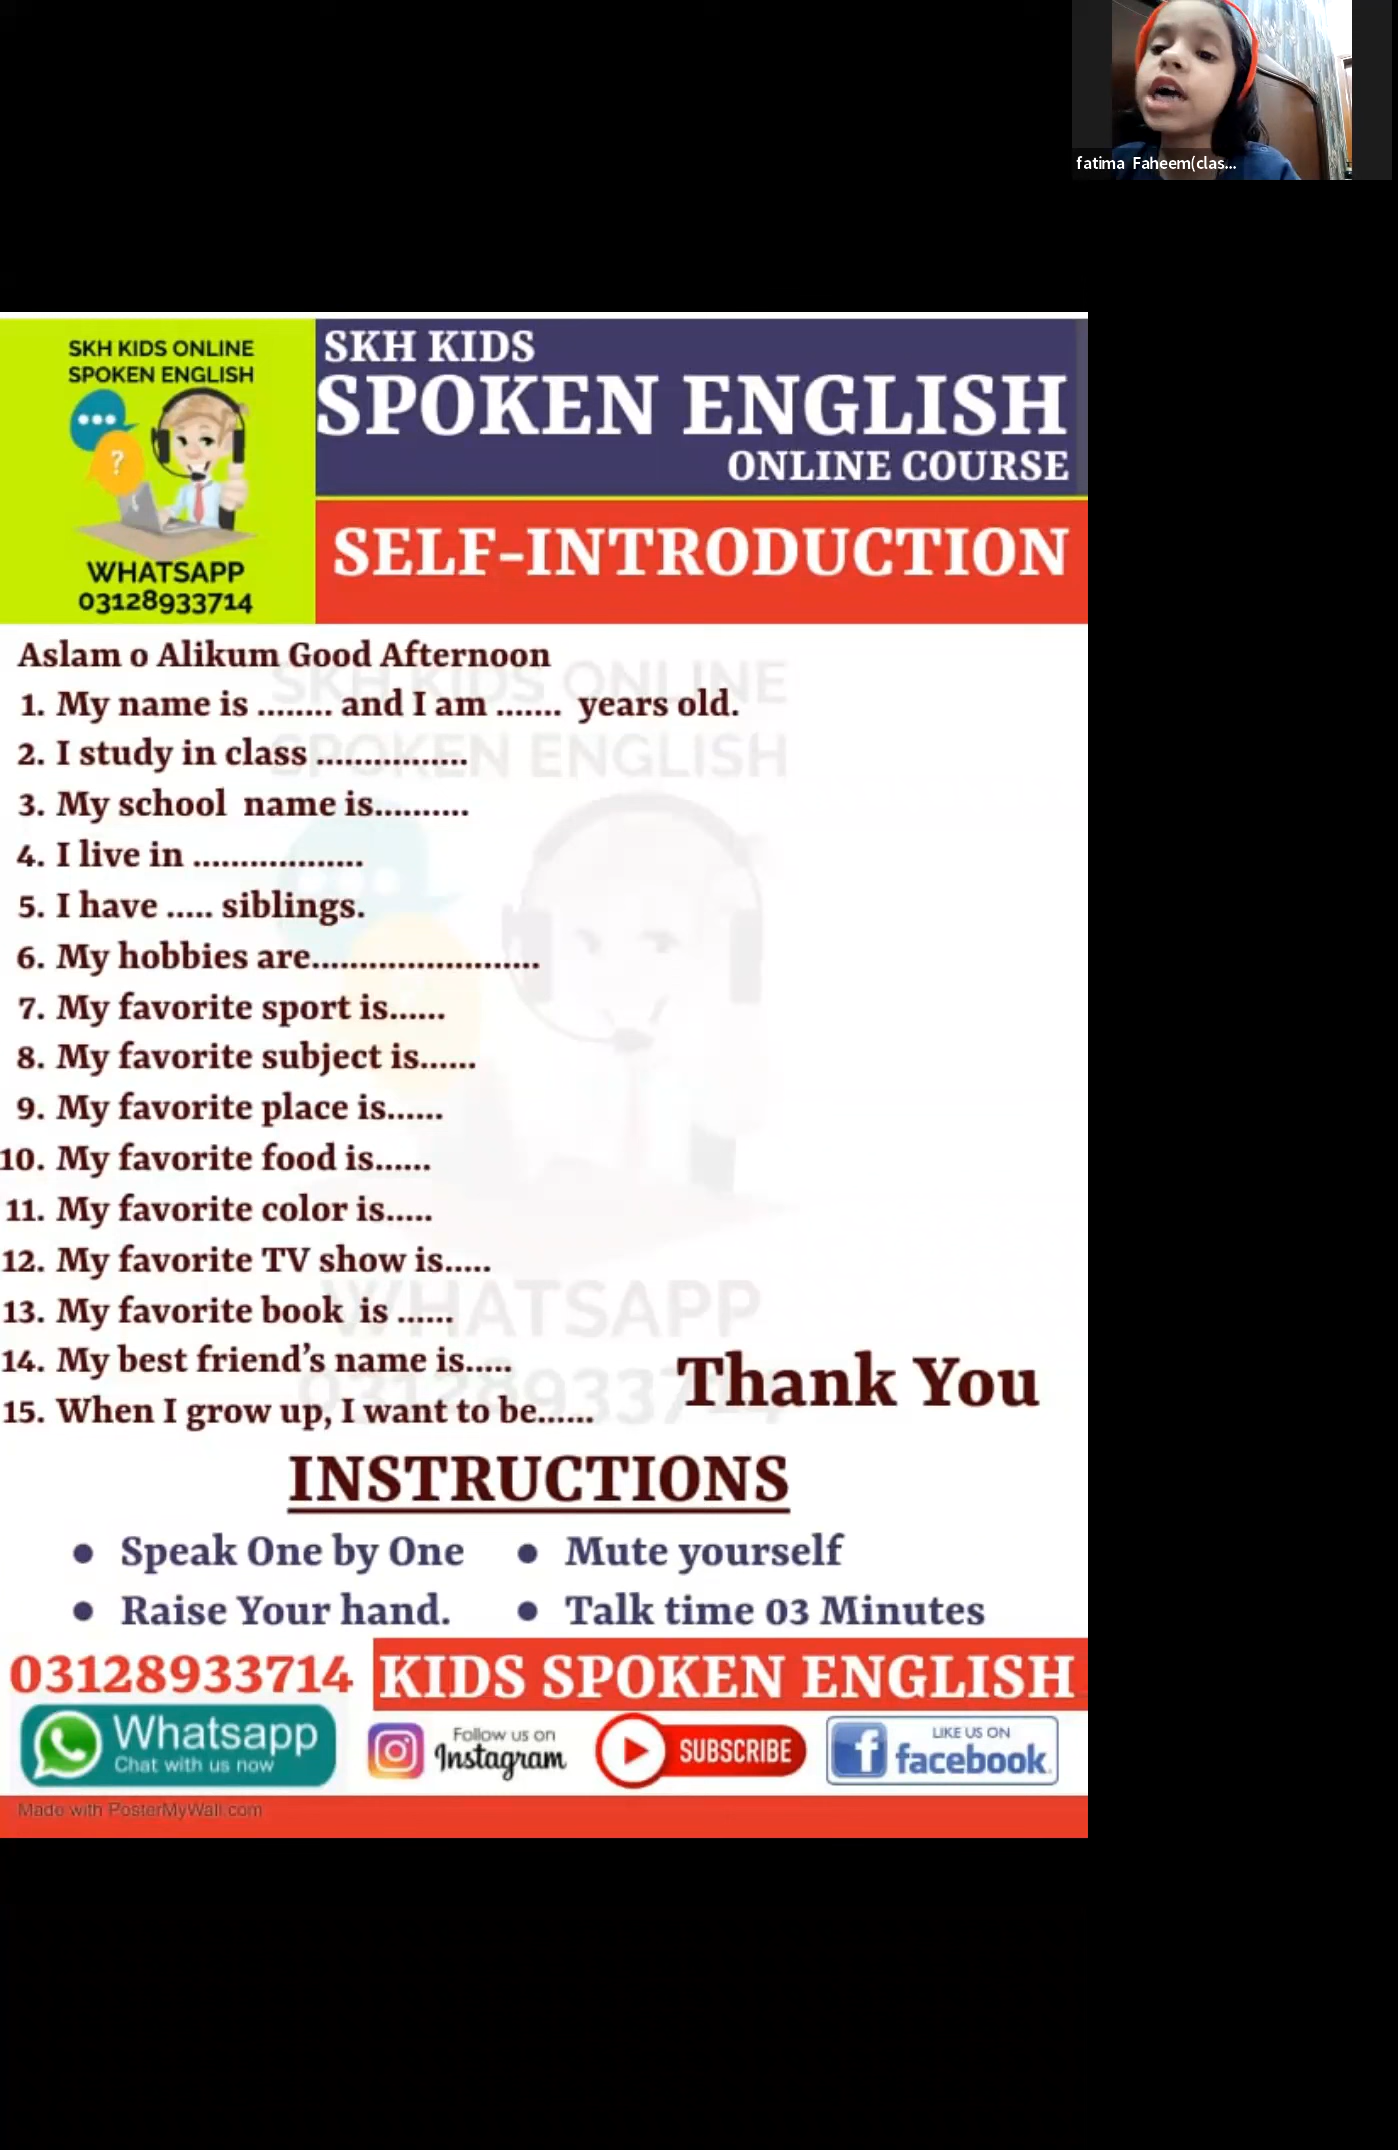 fatima Faheem(clas...
SKH KIDS ONLINE
SPOKEN ENGLISH
?
WHATSAPP
03128933714
SKH KIDS
SPOKEN ENGLISH
ONLINE COURSE
SELF-INTRODUCTION
Aslam o Alikum Good Afternoon
1. My name is ........ and I am ....... years old.
2. I study in class ................
3. My school name is..........
4. I live in ..................
5. I have ..... siblings.
6. My hobbies are........................
7. My favorite sport is......
8. My favorite subject is......
9. My favorite place is......
10. My favorite food is......
11. My favorite color is.....
12. My favorite TV show is.....
13. My favorite book is ......
14. My best friend's name is.....
15. When I grow up, I want to be......
Thank You
SKH KIDS ONLINE
SPOKEN ENGLISH
WHATSAPP
03128933714
INSTRUCTIONS
• Speak One by One
• Mute yourself
• Raise Your hand.
• Talk time 03 Minutes
03128933714
KIDS SPOKEN ENGLISH
Whatsapp
Chat with us now
Follow us on
Instagram
SUBSCRIBE
f
LIKE US ON
facebook.
Made with PosterMyWall.com